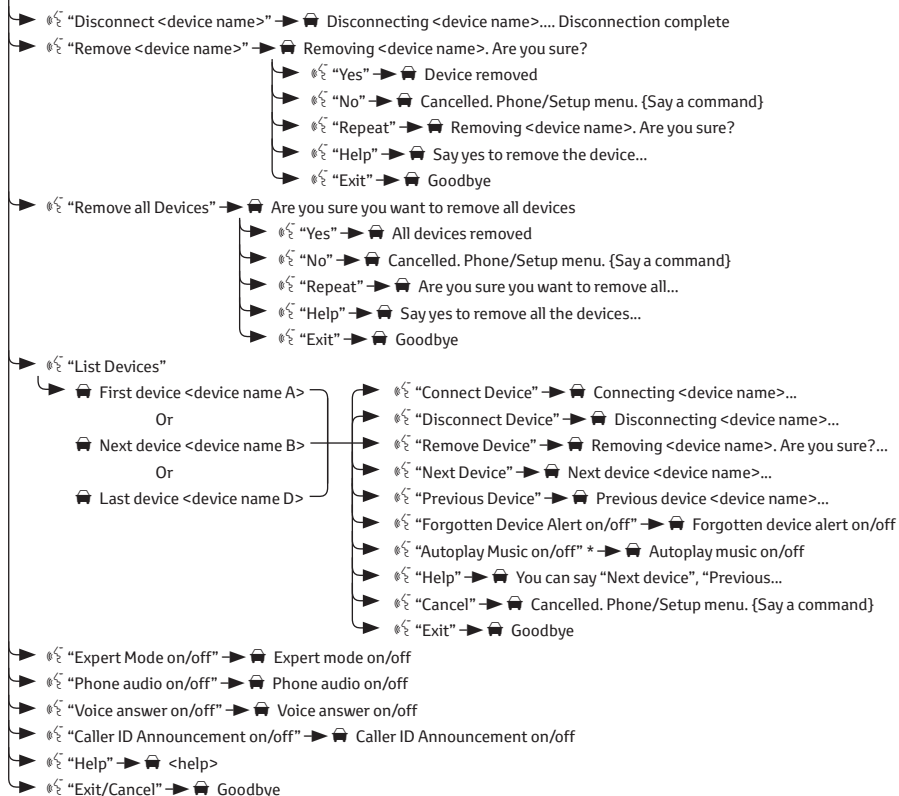 “Disconnect <device name>” Disconnecting <device name>.... Disconnection complete
“Remove <device name>” Removing <device name>. Are you sure?
“Yes” Device removed
“No” Cancelled. Phone/Setup menu. {Say a command}
“Repeat” Removing <device name>. Are you sure?
“Help” Say yes to remove the device...
“Exit” Goodbye
“Remove all Devices” Are you sure you want to remove all devices
“Yes” All devices removed
“No” Cancelled. Phone/Setup menu. {Say a command}
“Repeat” Are you sure you want to remove all...
“Help” Say yes to remove all the devices...
“Exit” Goodbye
“List Devices”
First device <device name A>
Or
Next device <device name B>
Or
Last device <device name D>
“Connect Device” Connecting <device name>...
“Disconnect Device” Disconnecting <device name>...
“Remove Device” Removing <device name>. Are you sure?...
“Next Device” Next device <device name>...
“Previous Device” Previous device <device name>...
“Forgotten Device Alert on/off” Forgotten device alert on/off
“Autoplay Music on/off” * Autoplay music on/off
“Help” You can say “Next device”, “Previous...
“Cancel” Cancelled. Phone/Setup menu. {Say a command}
“Exit” Goodbye
“Expert Mode on/off” Expert mode on/off
“Phone audio on/off” Phone audio on/off
“Voice answer on/off” Voice answer on/off
“Caller ID Announcement on/off” Caller ID Announcement on/off
“Help” <help>
“Exit/Cancel” Goodbye